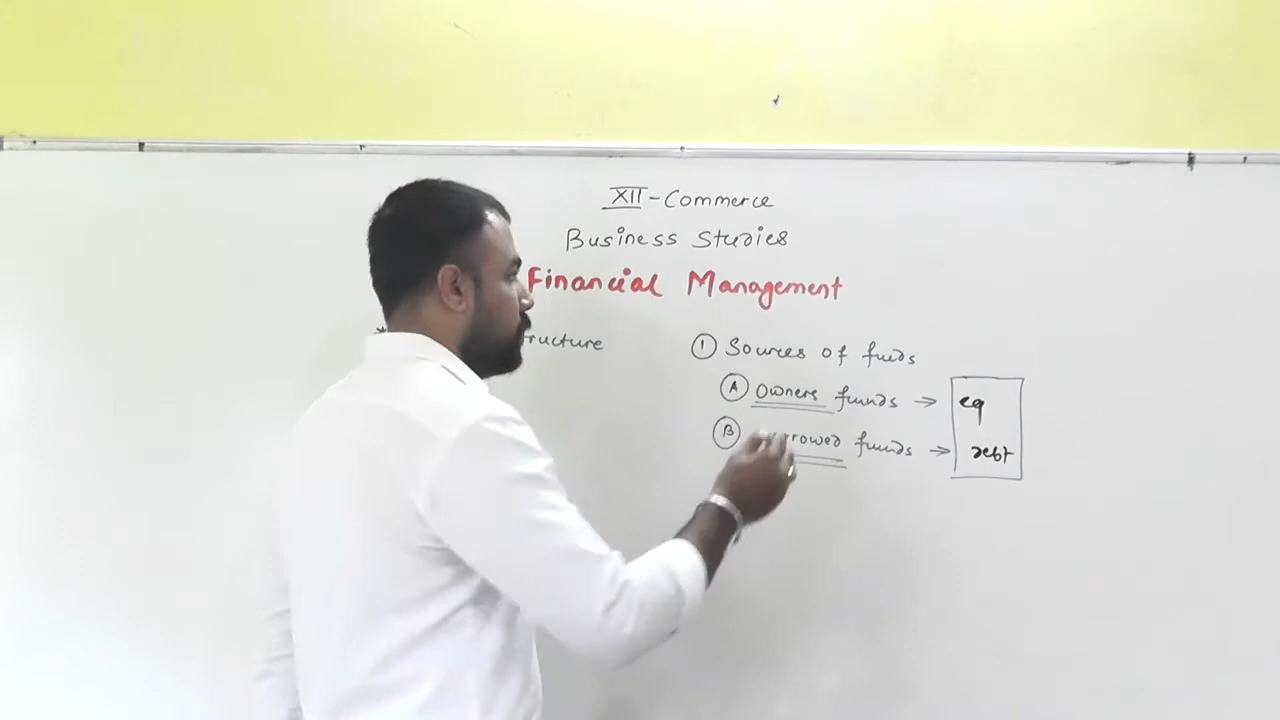 XII - Commerce
Business Studies
Financial Management
* ructure
① Sources of funds
Ⓐ Owners funds → eq
Ⓑ rrowed funds → debt